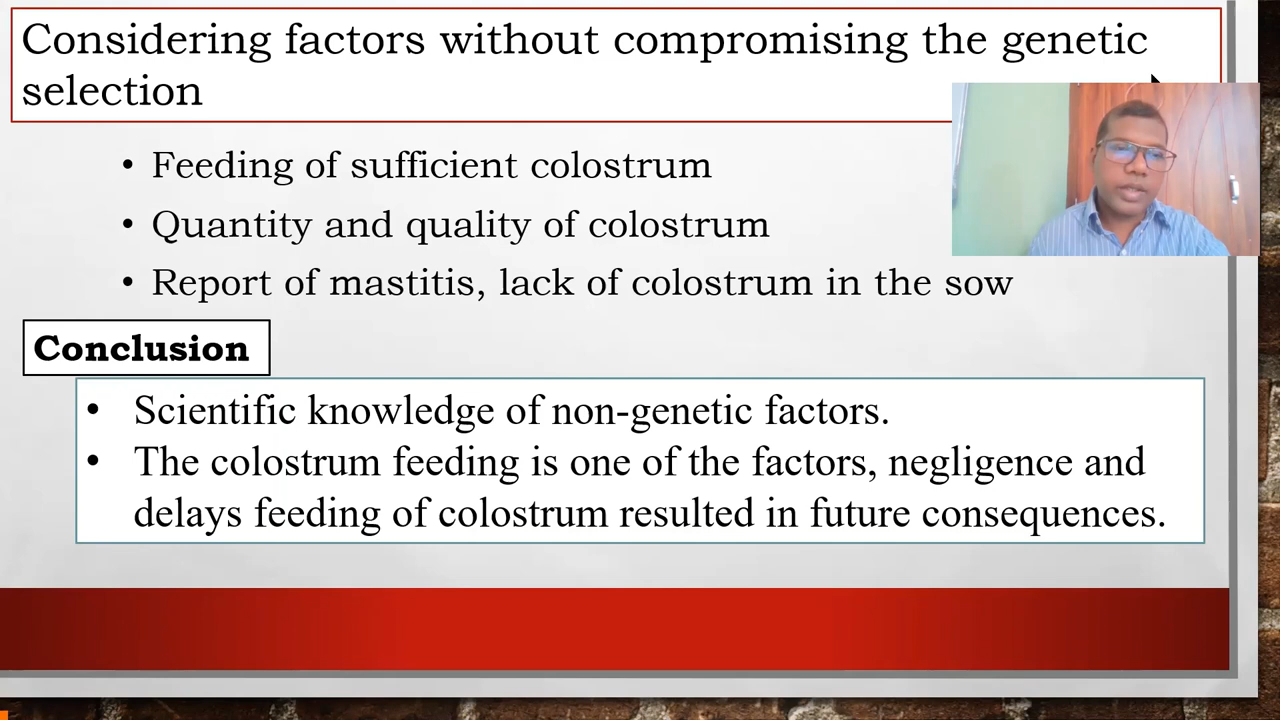 Considering factors without compromising the genetic
selection
• Feeding of sufficient colostrum
• Quantity and quality of colostrum
• Report of mastitis, lack of colostrum in the sow
Conclusion
• Scientific knowledge of non-genetic factors.
• The colostrum feeding is one of the factors, negligence and
delays feeding of colostrum resulted in future consequences.